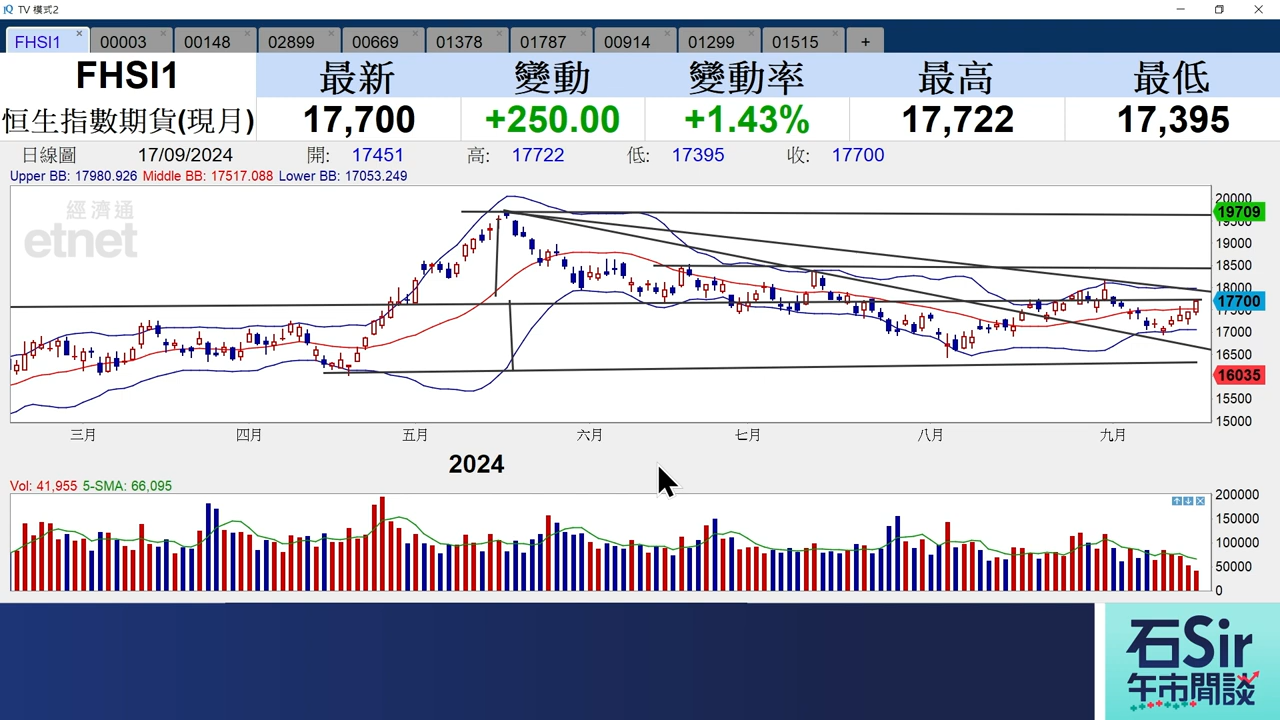 TV 模式2
FHSI1 00003 00148 02899 00669 01378 01787 00914 01299 01515 +
FHSI1 最新 變動 變動率 最高 最低
恒生指數期貨(現月) 17,700 +250.00 +1.43% 17,722 17,395
日線圖 17/09/2024 開: 17451 高: 17722 低: 17395 收: 17700
Upper BB: 17980.926 Middle BB: 17517.088 Lower BB: 17053.249
經濟通
etnet
20000
19709
19500
19000
18500
18000
17700
17500
17000
16500
16035
15500
15000
三月 四月 五月 六月 七月 八月 九月
2024
Vol: 41,955 5-SMA: 66,095
200000
150000
100000
50000
0
石Sir
午市閒談